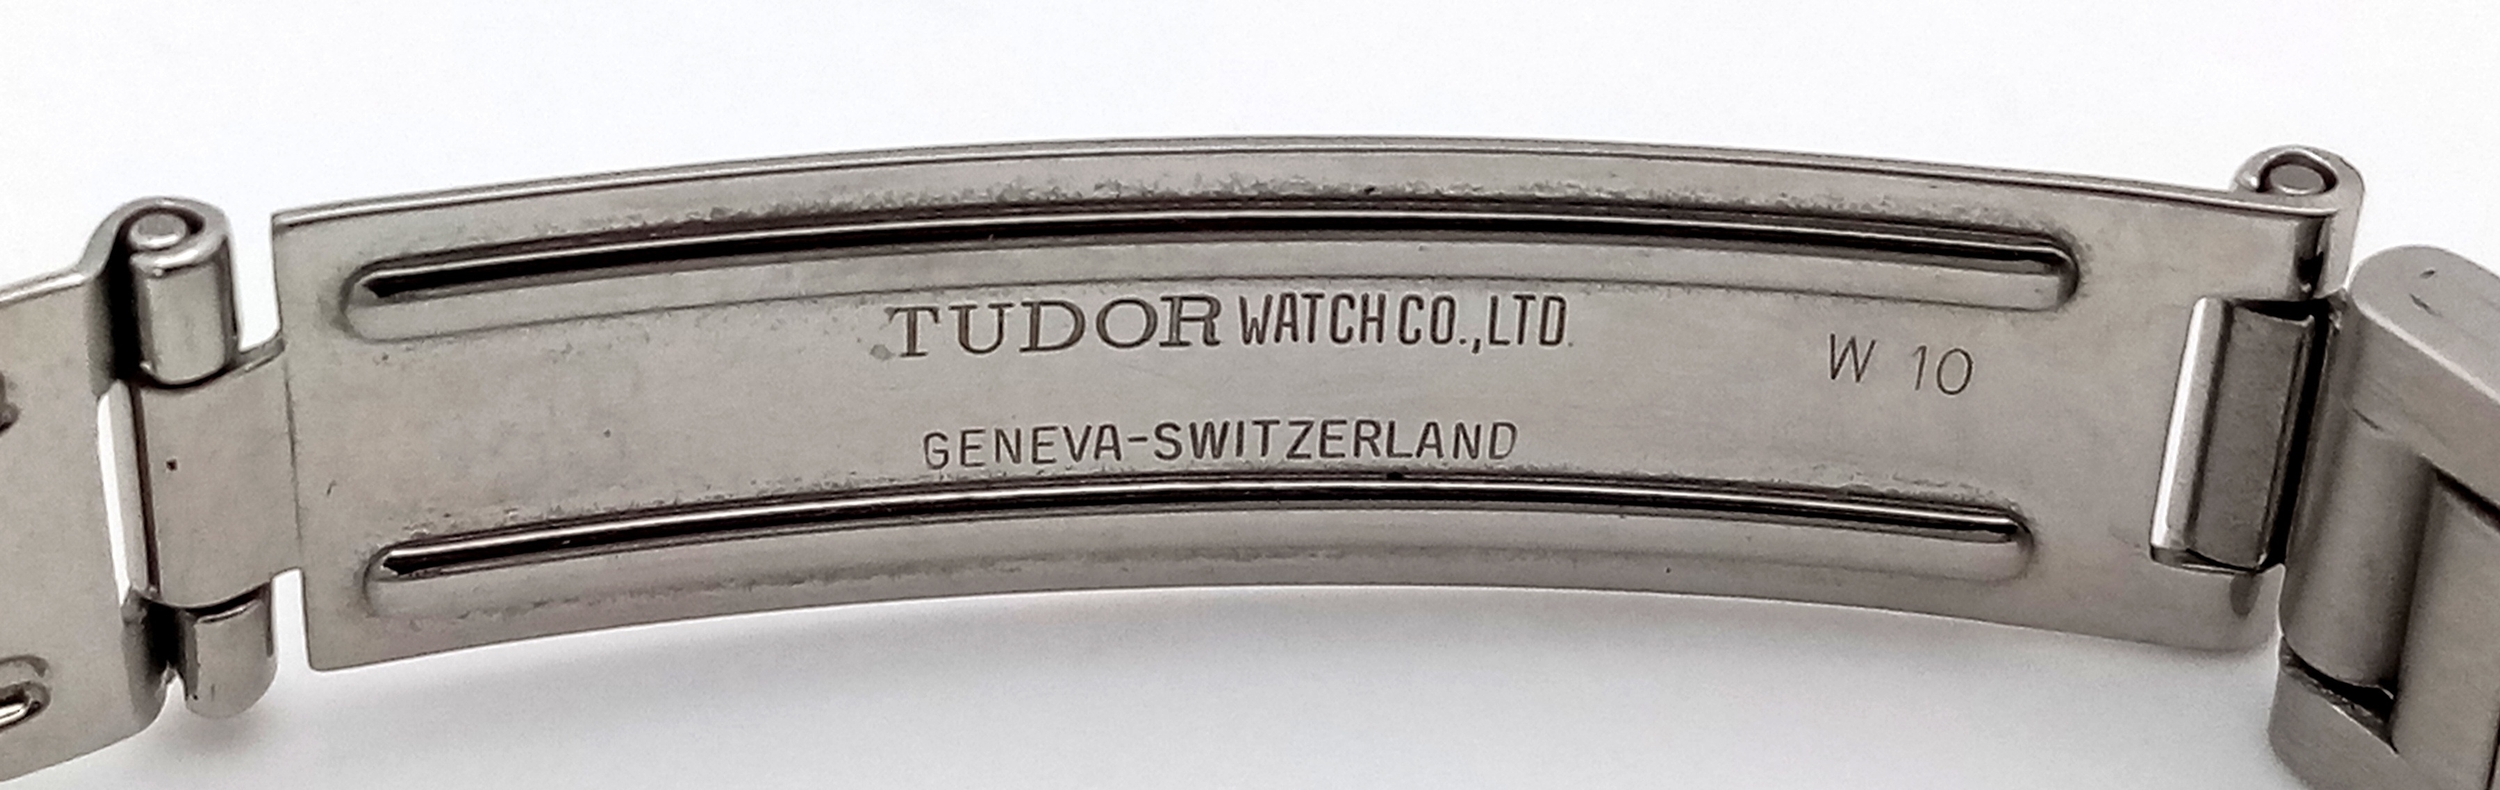 TUDOR WATCH CO.,LTD.
W 10
GENEVA-SWITZERLAND